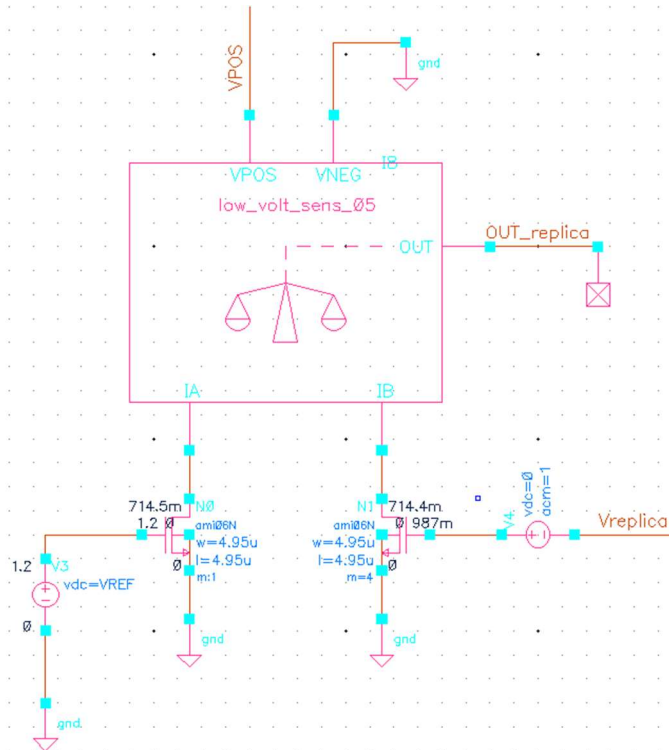 VPOS
gnd
I8
VPOS VNEG
low_volt_sens_05
OUT
OUT_replica
IA IB
714.5m N0
1.2 0
ami06N
w=4.95u
l=4.95u
m:1
0
gnd
N1 714.4m
ami06N 0 987m
w=4.95u
l=4.95u
m=4
0
gnd
V4
vdc=0
acm=1
Vreplica
1.2 V3
vdc=VREF
0
gnd